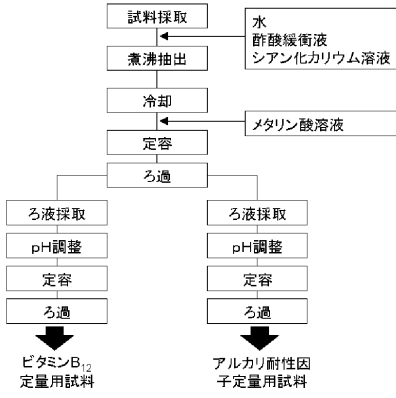 試料採取
水
酢酸緩衝液
シアン化カリウム溶液
煮沸抽出
冷却
メタリン酸溶液
定容
ろ過
ろ液採取
pH調整
定容
ろ過
ビタミンB12
定量用試料
ろ液採取
pH調整
定容
ろ過
アルカリ耐性因
子定量用試料